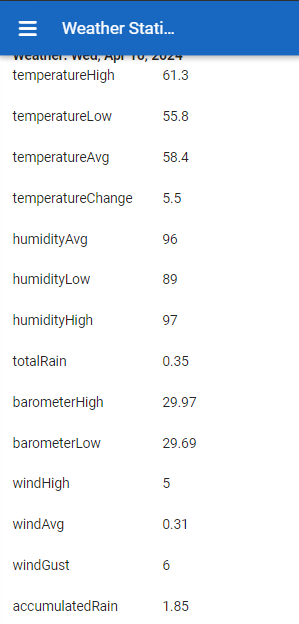 Weather Stati...
Weather: Wed, Apr 10, 2024
temperatureHigh 61.3
temperatureLow 55.8
temperatureAvg 58.4
temperatureChange 5.5
humidityAvg 96
humidityLow 89
humidityHigh 97
totalRain 0.35
barometerHigh 29.97
barometerLow 29.69
windHigh 5
windAvg 0.31
windGust 6
accumulatedRain 1.85